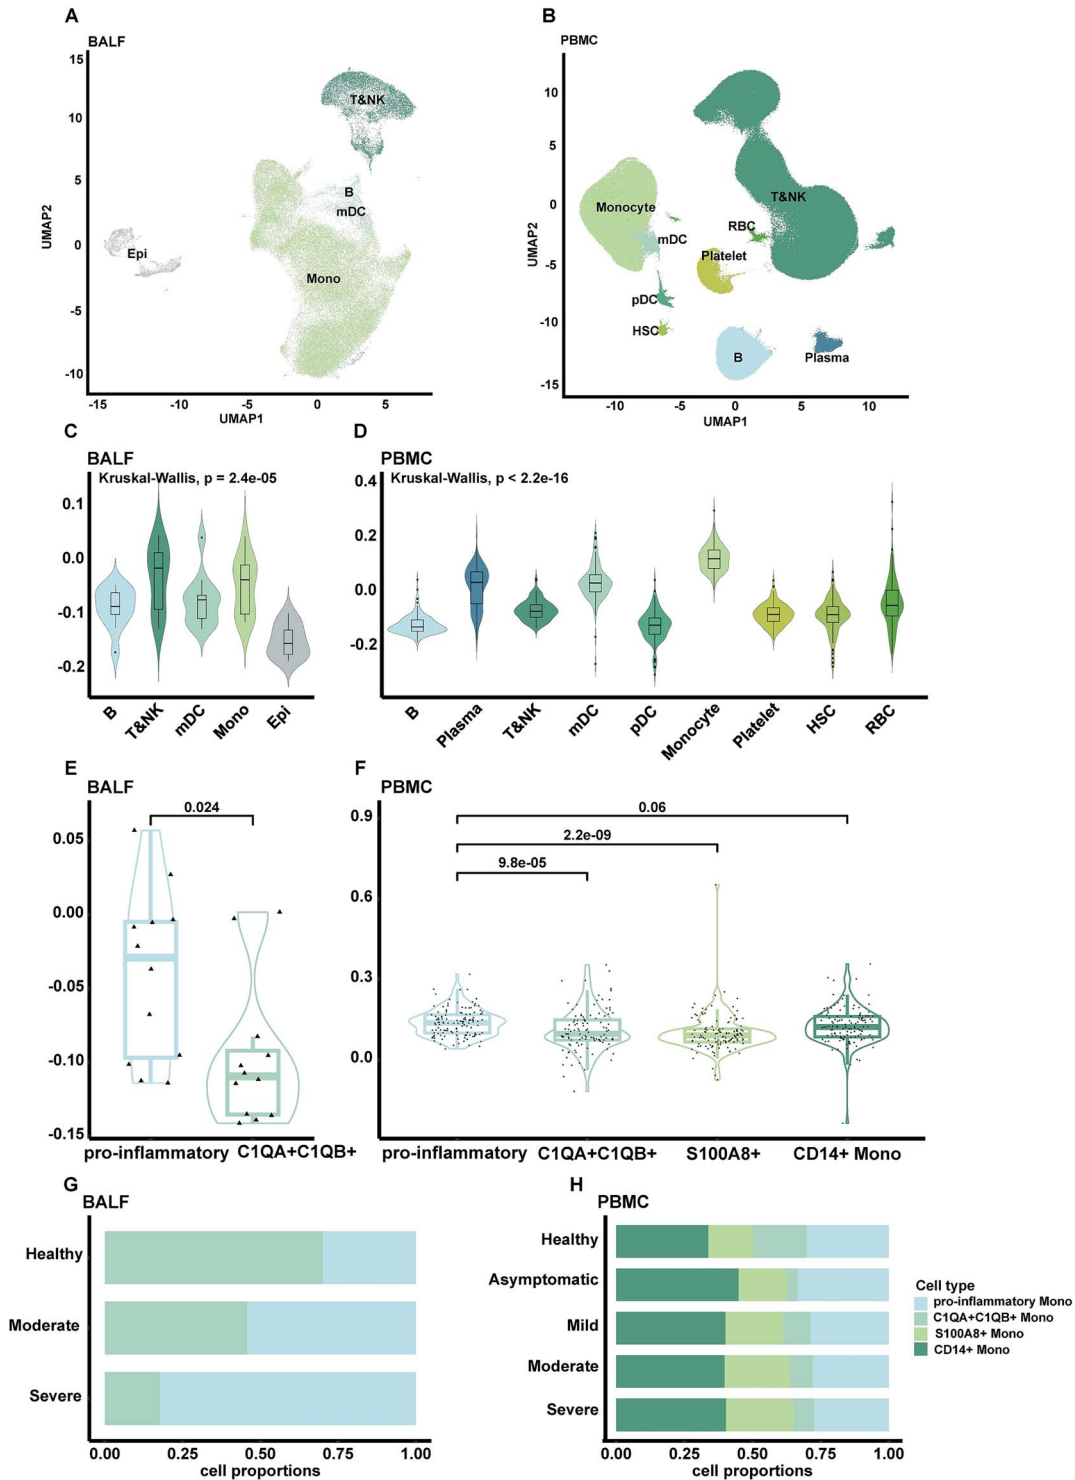 A
BALF
15
10
5
0
-5
-10
UMAP2
T&NK
B
mDC
Epi
Mono
-15
-10
0
5
UMAP1
B
PBMC
10
5
0
-5
-10
-15
UMAP2
T&NK
Monocyte
RBC
mDC
Platelet
pDC
HSC
B
Plasma
-10
-5
0
5
10
UMAP1
C
BALF
Kruskal-Wallis, p = 2.4e-05
0.1
0.0
-0.1
-0.2
B
T&NK
mDC
Mono
Epi
D
PBMC
Kruskal-Wallis, p < 2.2e-16
0.4
0.2
0.0
-0.2
B
Plasma
T&NK
mDC
pDC
Monocyte
Platelet
HSC
RBC
E
BALF
0.024
0.05
0.00
-0.05
-0.10
-0.15
pro-inflammatory
C1QA+C1QB+
F
PBMC
0.06
2.2e-09
9.8e-05
0.9
0.6
0.3
0.0
pro-inflammatory
C1QA+C1QB+
S100A8+
CD14+ Mono
G
BALF
Healthy
Moderate
Severe
0.00
0.25
0.50
0.75
1.00
cell proportions
H
PBMC
Healthy
Asymptomatic
Mild
Moderate
Severe
0.00
0.25
0.50
0.75
1.00
cell proportions
Cell type
pro-inflammatory Mono
C1QA+C1QB+ Mono
S100A8+ Mono
CD14+ Mono